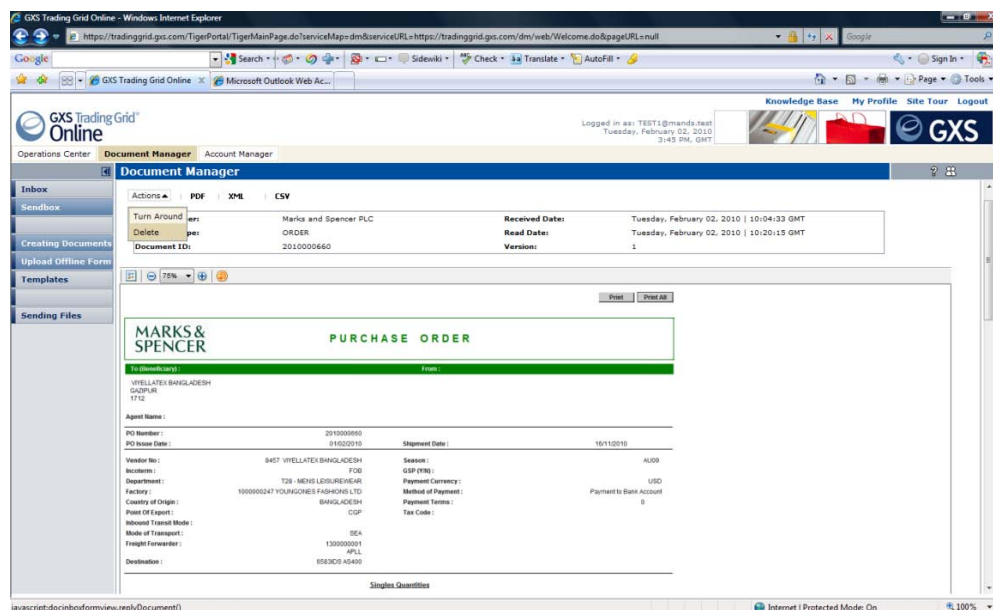 GXS Trading Grid Online - Windows Internet Explorer
https://tradinggrid.gxs.com/TigerPortal/TigerMainPage.do?serviceMap=dm&serviceURL=https://tradinggrid.gxs.com/dm/web/Welcome.do&pageURL=null
Google
Google Search Sidewiki Check Translate AutoFill Sign In
GXS Trading Grid Online Microsoft Outlook Web Ac... Page Tools
Knowledge Base My Profile Site Tour Logout
GXS Trading Grid®
Online
Logged in as: TEST1@mands.test
Tuesday, February 02, 2010
3:45 PM, GMT
GXS
Operations Center Document Manager Account Manager
Document Manager
Inbox
Sendbox
Creating Documents
Upload Offline Form
Templates
Sending Files
Actions PDF XML CSV
Turn Around
Delete
er: Marks and Spencer PLC Received Date: Tuesday, February 02, 2010 | 10:04:33 GMT
pe: ORDER Read Date: Tuesday, February 02, 2010 | 10:20:15 GMT
Document ID: 2010000660 Version: 1
75%
Print Print All
MARKS &
SPENCER
PURCHASE ORDER
To (Beneficiary) : From :
VIYELLATEX BANGLADESH
GAZIPUR
1712
Agent Name :
PO Number : 2010000660
PO Issue Date : 01/02/2010 Shipment Date : 16/11/2010
Vendor No : 8457 VIYELLATEX BANGLADESH Season : AU09
Incoterm : FOB GSP (Y/N) :
Department : T28 - MENS LEISUREWEAR Payment Currency : USD
Factory : 1000000247 YOUNGONES FASHIONS LTD Method of Payment : Payment to Bank Account
Country of Origin : BANGLADESH Payment Terms : 0
Point Of Export : CGP Tax Code :
Inbound Transit Mode :
Mode of Transport : SEA
Freight Forwarder : 1300000001
APLL
Destination : 6583IDS AS400
Singles Quantities
javascript:docinboxformview.replyDocument() Internet | Protected Mode: On 100%